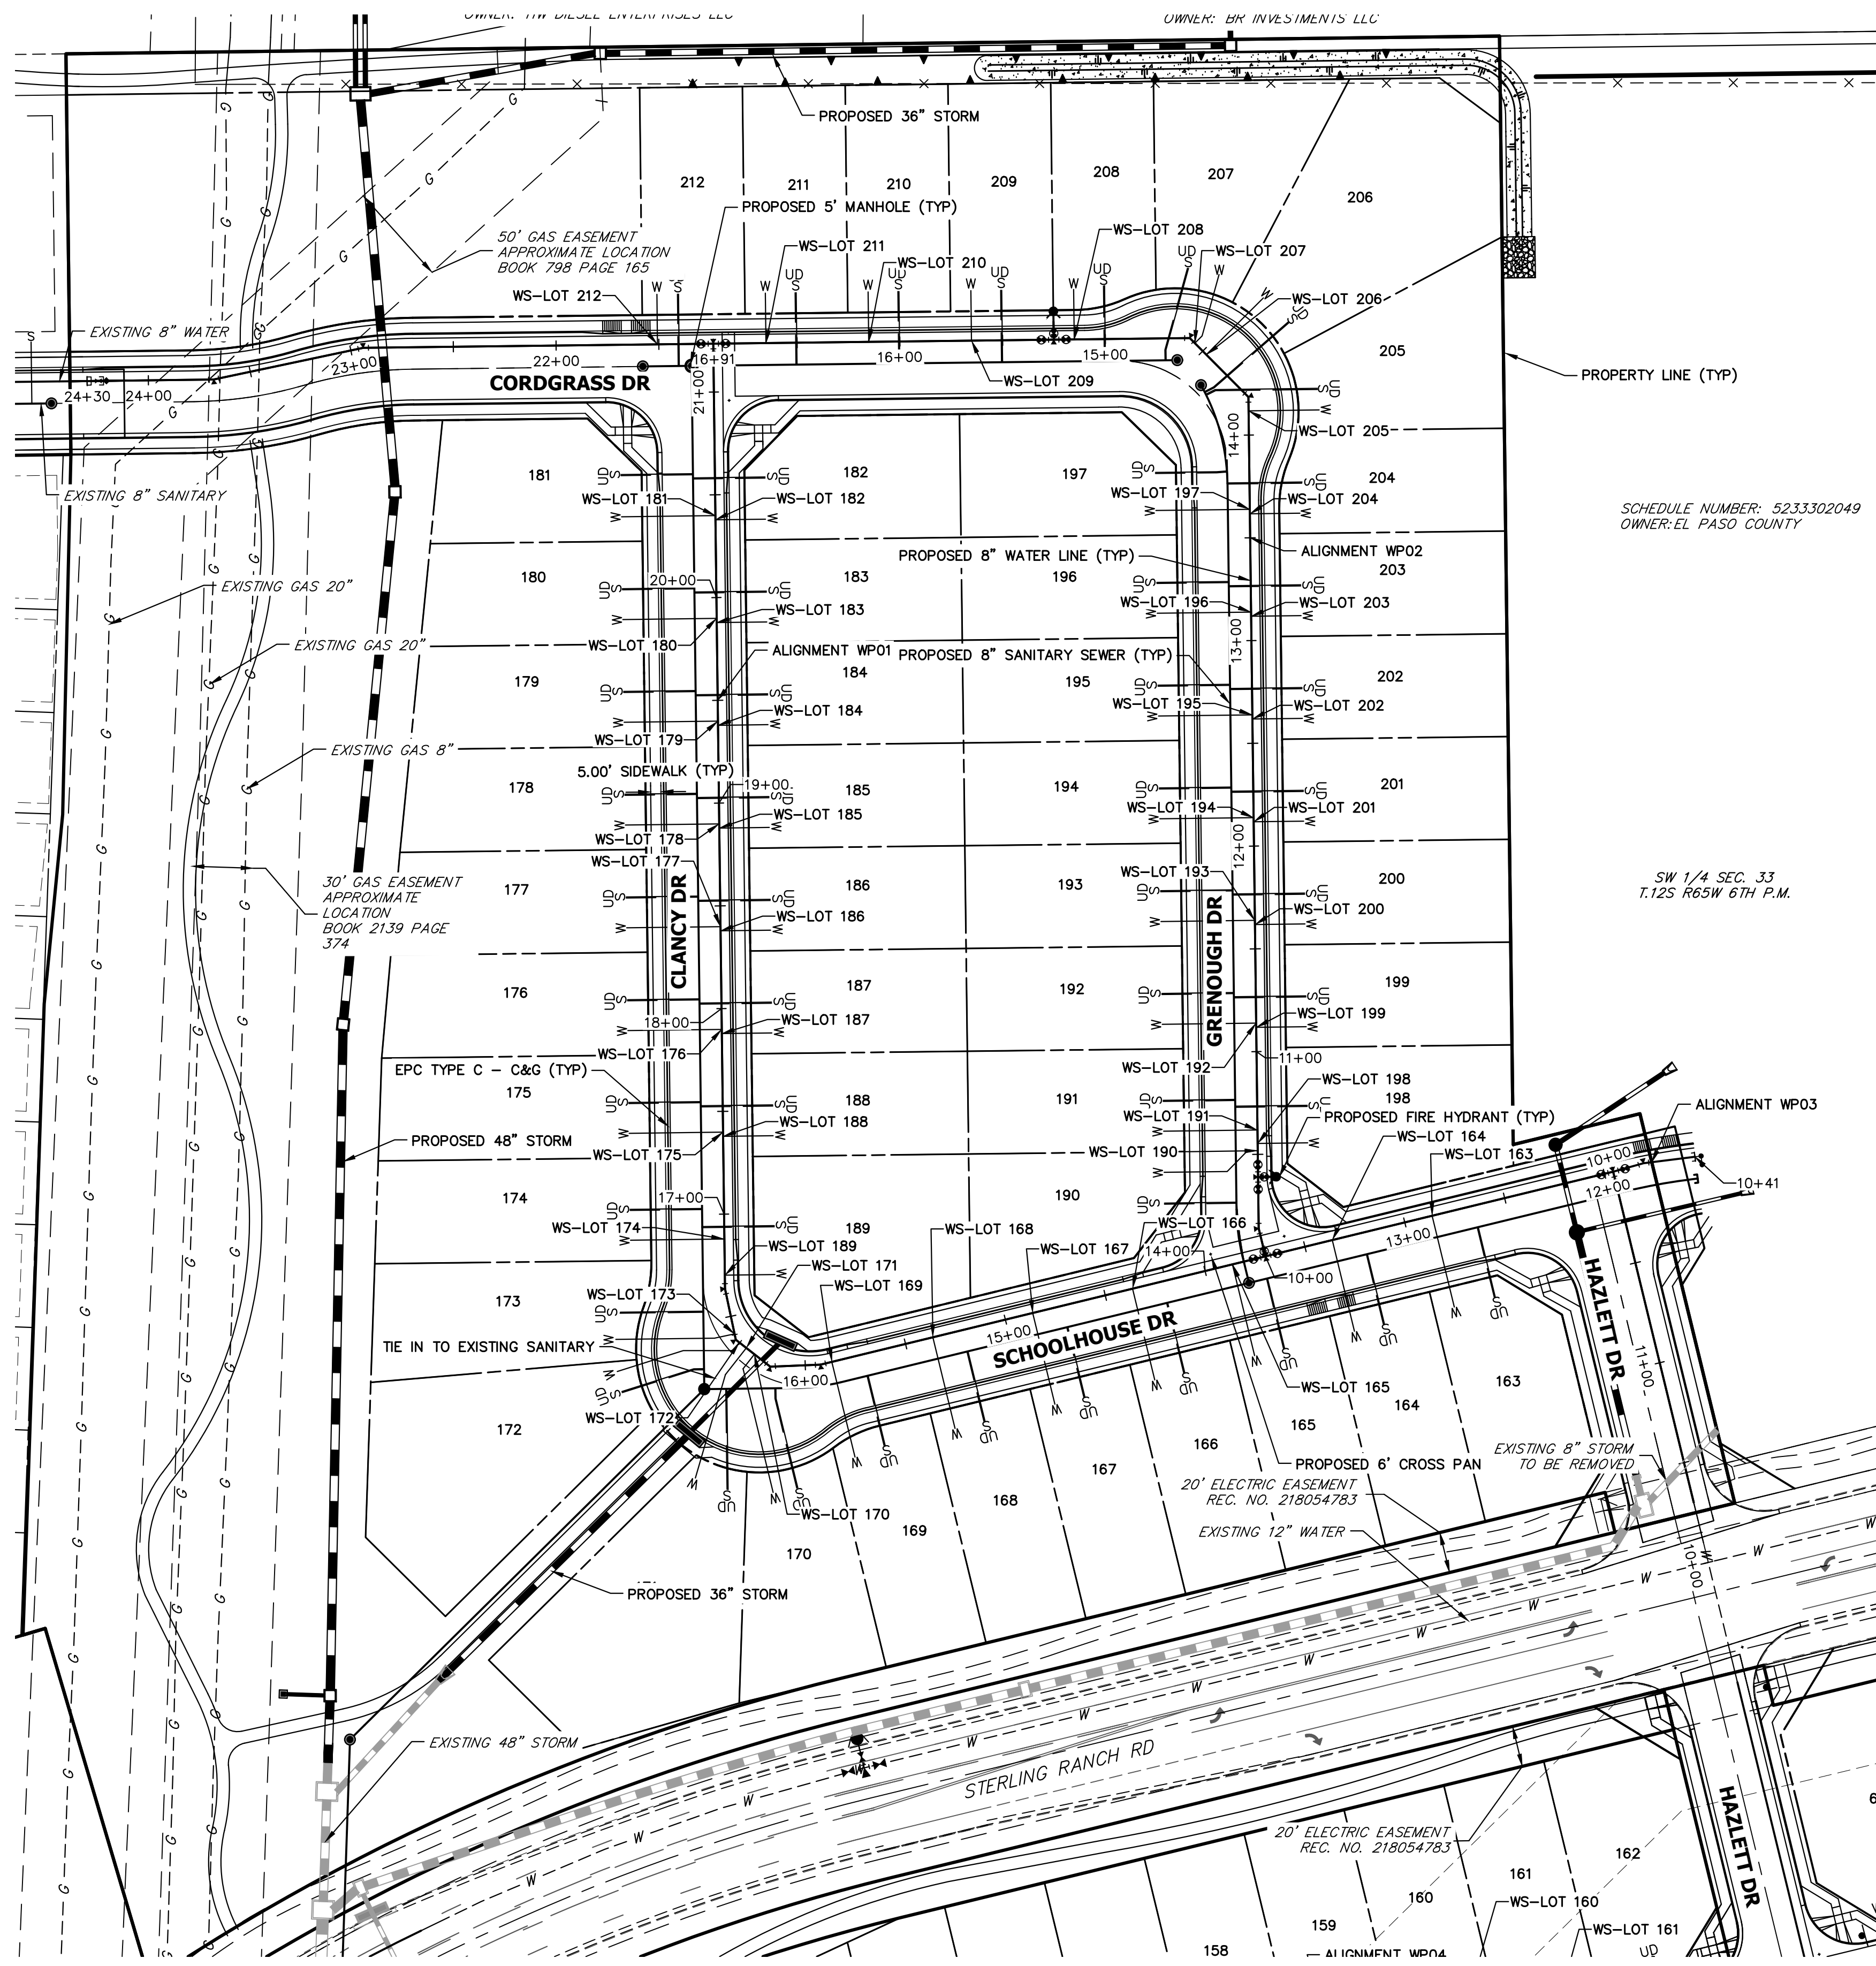 OWNER: BR INVESTMENTS LLC
PROPOSED 36" STORM
212
211
210
209
208
207
206
PROPOSED 5' MANHOLE (TYP)
50' GAS EASEMENT
APPROXIMATE LOCATION
BOOK 798 PAGE 165
WS-LOT 208
WS-LOT 211
WS-LOT 207
WS-LOT 210
WS-LOT 212
WS-LOT 206
EXISTING 8" WATER
23+00
22+00
16+91
16+00
15+00
205
CORDGRASS DR
WS-LOT 209
PROPERTY LINE (TYP)
24+30
24+00
21+00
14+00
WS-LOT 205
EXISTING 8" SANITARY
181
182
197
204
WS-LOT 181
WS-LOT 182
WS-LOT 197
WS-LOT 204
SCHEDULE NUMBER: 5233302049
OWNER:EL PASO COUNTY
PROPOSED 8" WATER LINE (TYP)
ALIGNMENT WP02
180
183
196
203
20+00
EXISTING GAS 20"
WS-LOT 183
WS-LOT 196
WS-LOT 203
EXISTING GAS 20"
WS-LOT 180
ALIGNMENT WP01
PROPOSED 8" SANITARY SEWER (TYP)
13+00
179
184
195
202
WS-LOT 184
WS-LOT 195
WS-LOT 202
WS-LOT 179
EXISTING GAS 8"
5.00' SIDEWALK (TYP)
19+00
178
185
194
201
WS-LOT 185
WS-LOT 194
WS-LOT 201
WS-LOT 178
12+00
WS-LOT 177
WS-LOT 193
30' GAS EASEMENT
APPROXIMATE
LOCATION
BOOK 2139 PAGE
374
177
186
193
200
SW 1/4 SEC. 33
T.12S R65W 6TH P.M.
WS-LOT 186
WS-LOT 200
CLANCY DR
GRENOUGH DR
176
187
192
199
18+00
WS-LOT 187
WS-LOT 199
WS-LOT 176
11+00
EPC TYPE C - C&G (TYP)
WS-LOT 192
WS-LOT 198
175
188
191
198
WS-LOT 188
WS-LOT 191
PROPOSED FIRE HYDRANT (TYP)
ALIGNMENT WP03
PROPOSED 48" STORM
WS-LOT 164
WS-LOT 175
WS-LOT 190
WS-LOT 163
10+00
12+00
10+41
174
17+00
190
WS-LOT 174
189
WS-LOT 168
WS-LOT 166
WS-LOT 189
WS-LOT 167
14+00
13+00
WS-LOT 171
WS-LOT 169
10+00
173
WS-LOT 173
15+00
SCHOOLHOUSE DR
HAZLETT DR
TIE IN TO EXISTING SANITARY
16+00
WS-LOT 165
11+00
163
164
165
172
WS-LOT 172
166
PROPOSED 6' CROSS PAN
EXISTING 8" STORM
TO BE REMOVED
167
20' ELECTRIC EASEMENT
REC. NO. 218054783
168
WS-LOT 170
169
EXISTING 12" WATER
170
10+00
PROPOSED 36" STORM
EXISTING 48" STORM
STERLING RANCH RD
20' ELECTRIC EASEMENT
REC. NO. 218054783
HAZLETT DR
162
161
160
WS-LOT 160
159
WS-LOT 161
158
ALIGNMENT WP04